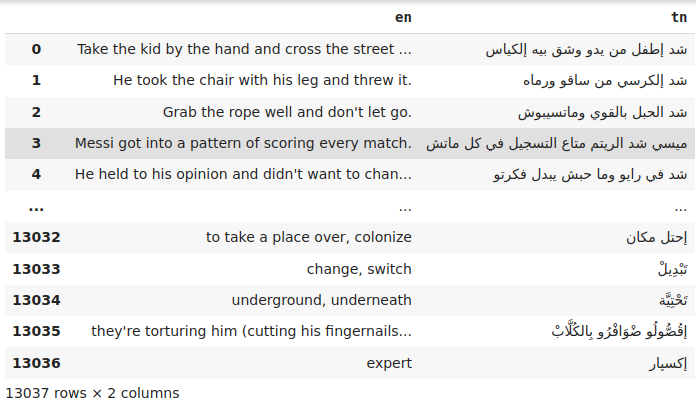 en tn
0 Take the kid by the hand and cross the street ... شد إطفل من يدو وشق بيه إلكياس
1 He took the chair with his leg and threw it. شد إلكرسي من ساقو ورماه
2 Grab the rope well and don't let go. شد الحبل بالقوي وماتسيبوش
3 Messi got into a pattern of scoring every match. ميسي شد الريتم متاع التسجيل في كل ماتش
4 He held to his opinion and didn't want to chan... شد في رايو وما حبش يبدل فكرتو
... ... ...
13032 to take a place over, colonize إحتل مكان
13033 change, switch تَبْدِيلْ
13034 underground, underneath تَحْتِيَّة
13035 they're torturing him (cutting his fingernails... إقُصُّولُو ضْوَافْرُو بِالكُلَّابْ
13036 expert إكسپار
13037 rows × 2 columns